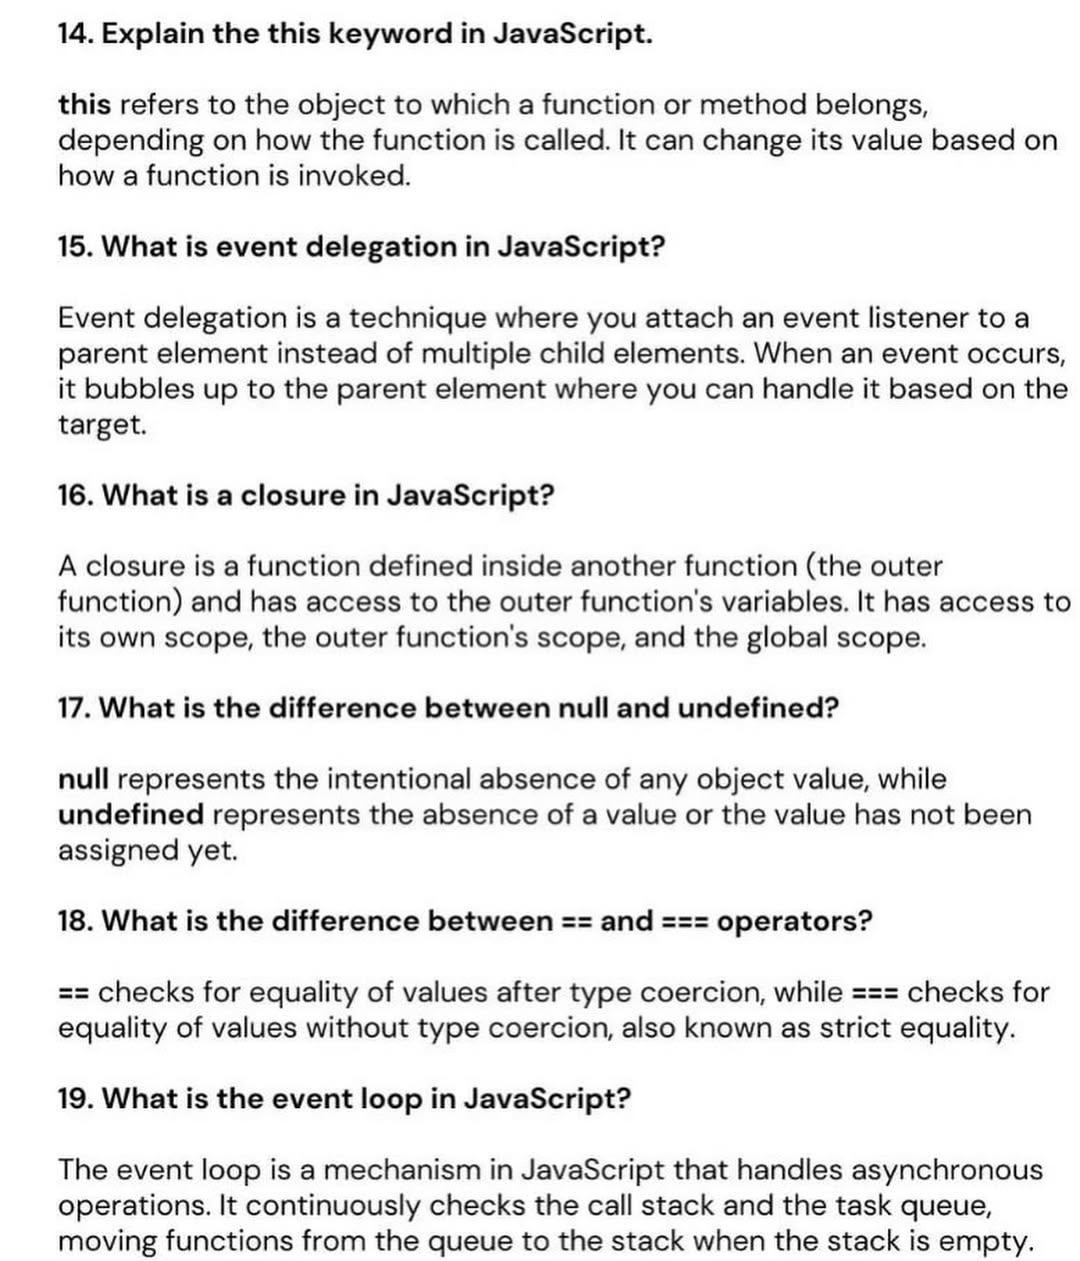 14. Explain the this keyword in JavaScript.
this refers to the object to which a function or method belongs,
depending on how the function is called. It can change its value based on
how a function is invoked.
15. What is event delegation in JavaScript?
Event delegation is a technique where you attach an event listener to a
parent element instead of multiple child elements. When an event occurs,
it bubbles up to the parent element where you can handle it based on the
target.
16. What is a closure in JavaScript?
A closure is a function defined inside another function (the outer
function) and has access to the outer function's variables. It has access to
its own scope, the outer function's scope, and the global scope.
17. What is the difference between null and undefined?
null represents the intentional absence of any object value, while
undefined represents the absence of a value or the value has not been
assigned yet.
18. What is the difference between == and === operators?
== checks for equality of values after type coercion, while === checks for
equality of values without type coercion, also known as strict equality.
19. What is the event loop in JavaScript?
The event loop is a mechanism in JavaScript that handles asynchronous
operations. It continuously checks the call stack and the task queue,
moving functions from the queue to the stack when the stack is empty.